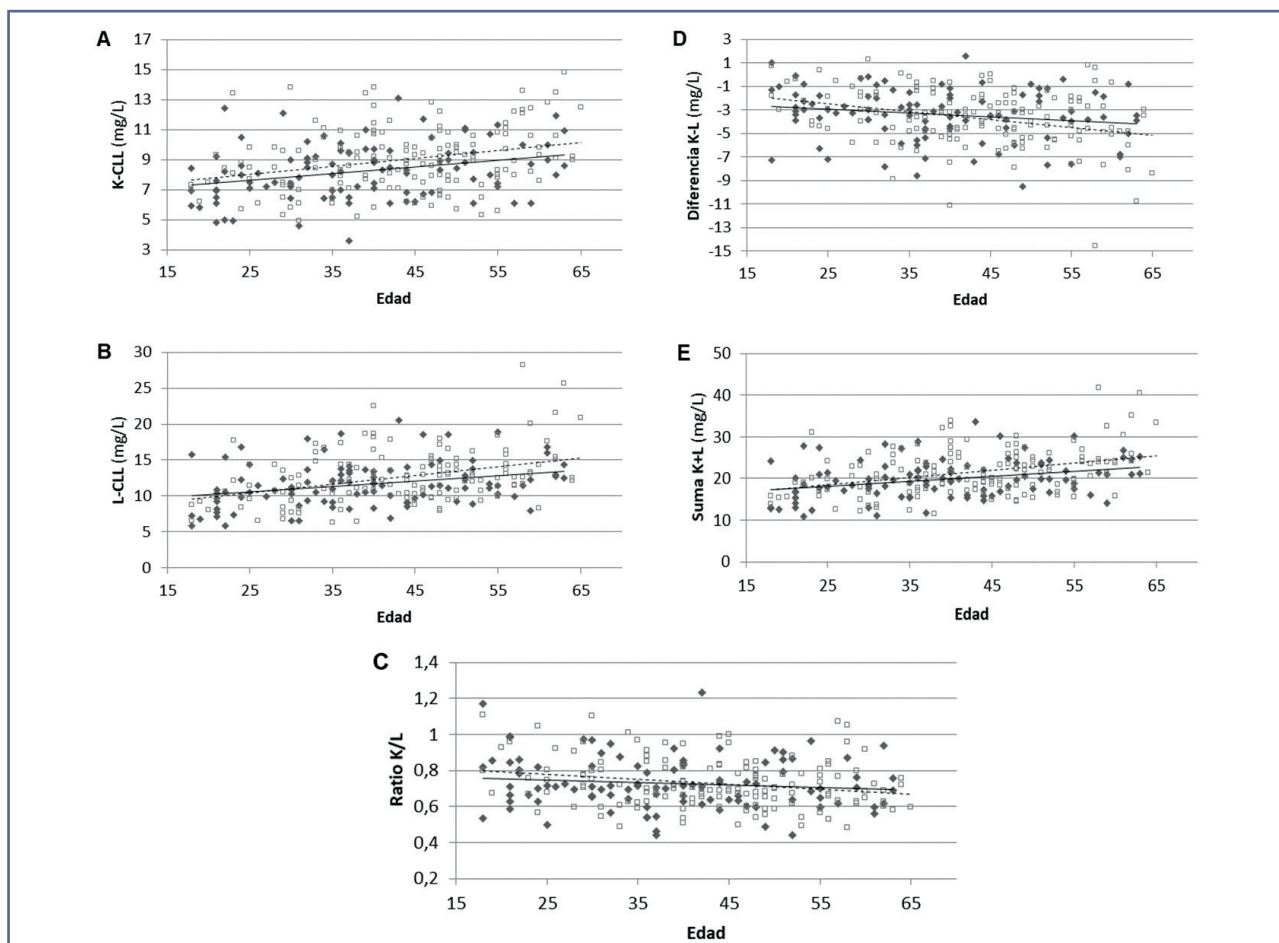 A
K-CLL (mg/L)
17
15
13
11
9
7
5
3
15 25 35 45 55 65
Edad
D
Diferencia K-L (mg/L)
3
1
-1
-3
-5
-7
-9
-11
-13
-15
15 25 35 45 55 65
Edad
B
L-CLL (mg/L)
30
25
20
15
10
5
0
15 25 35 45 55 65
Edad
E
Suma K+L (mg/L)
50
40
30
20
10
0
15 25 35 45 55 65
Edad
C
Ratio K/L
1,4
1,2
1
0,8
0,6
0,4
0,2
15 25 35 45 55 65
Edad